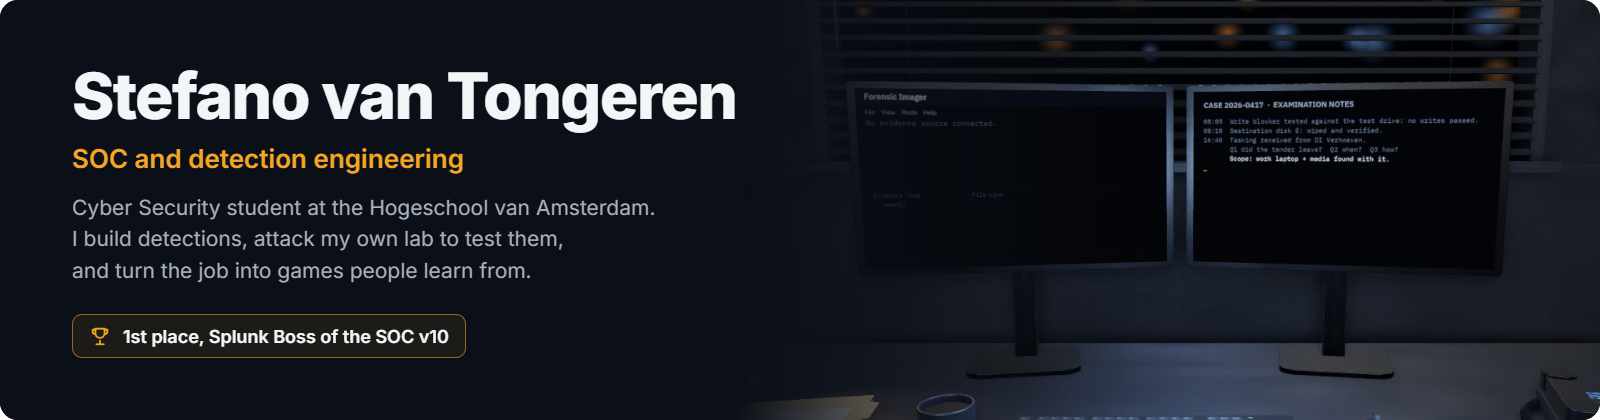 Stefano van Tongeren
SOC and detection engineering
Cyber Security student at the Hogeschool van Amsterdam.
I build detections, attack my own lab to test them,
and turn the job into games people learn from.
1st place, Splunk Boss of the SOC v10
Forensic Imager
File View Mode Help
No evidence source connected.
Evidence Tree
File List
CASE 2026-0417 · EXAMINATION NOTES
08:05 Write blocker tested against the test drive: no writes passed.
08:10 Destination disk E: wiped and verified.
16:40 Tasking received from DI Verhoeven.
Q1 did the tender leave? Q2 when? Q3 how?
Scope: work laptop + media found with it.